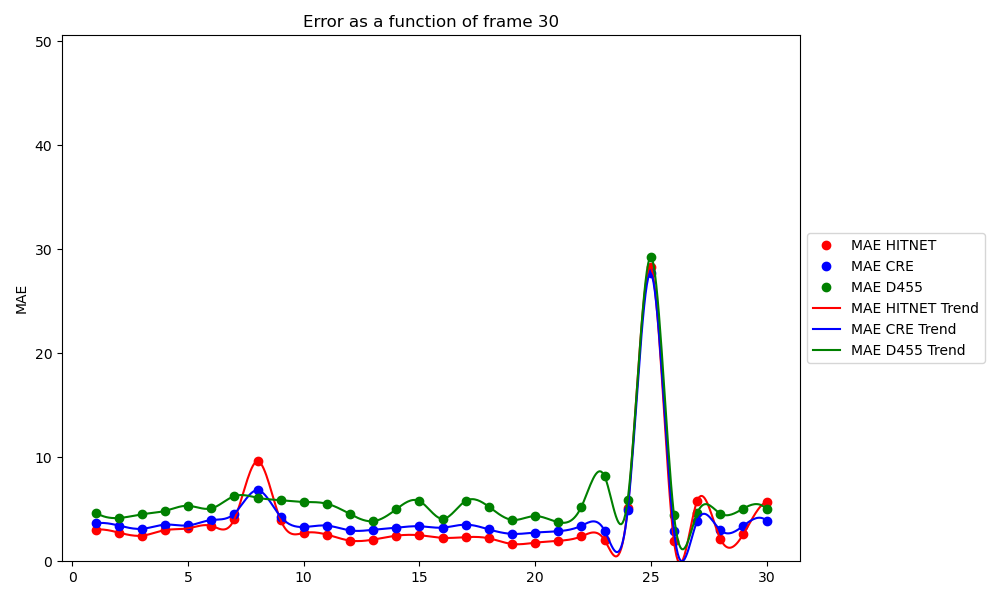 Error as a function of frame 30
50
40
30
20
10
0
MAE
0 5 10 15 20 25 30
MAE HITNET
MAE CRE
MAE D455
MAE HITNET Trend
MAE CRE Trend
MAE D455 Trend